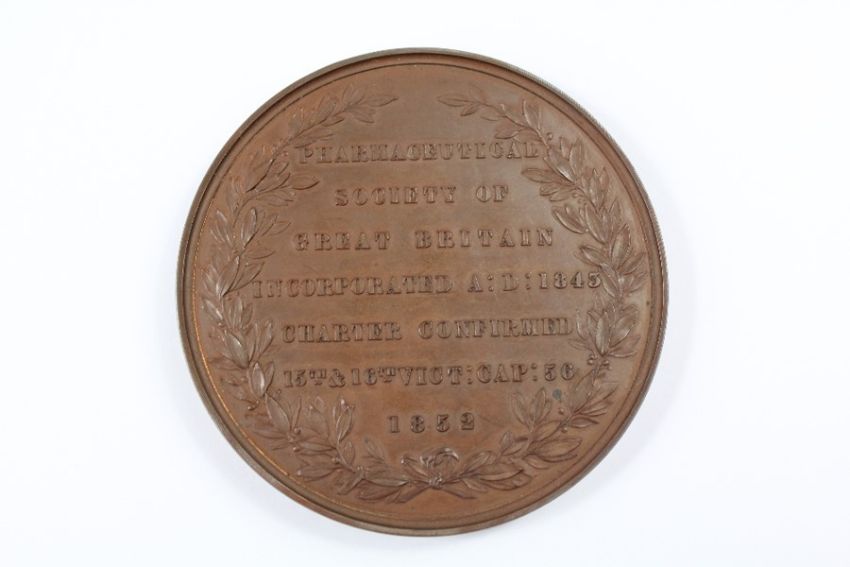 PHARMACEUTICAL
SOCIETY OF
GREAT BRITAIN
INCORPORATED A:D:1843
CHARTER CONFIRMED
15TH & 16TH VICT:CAP:56
1852